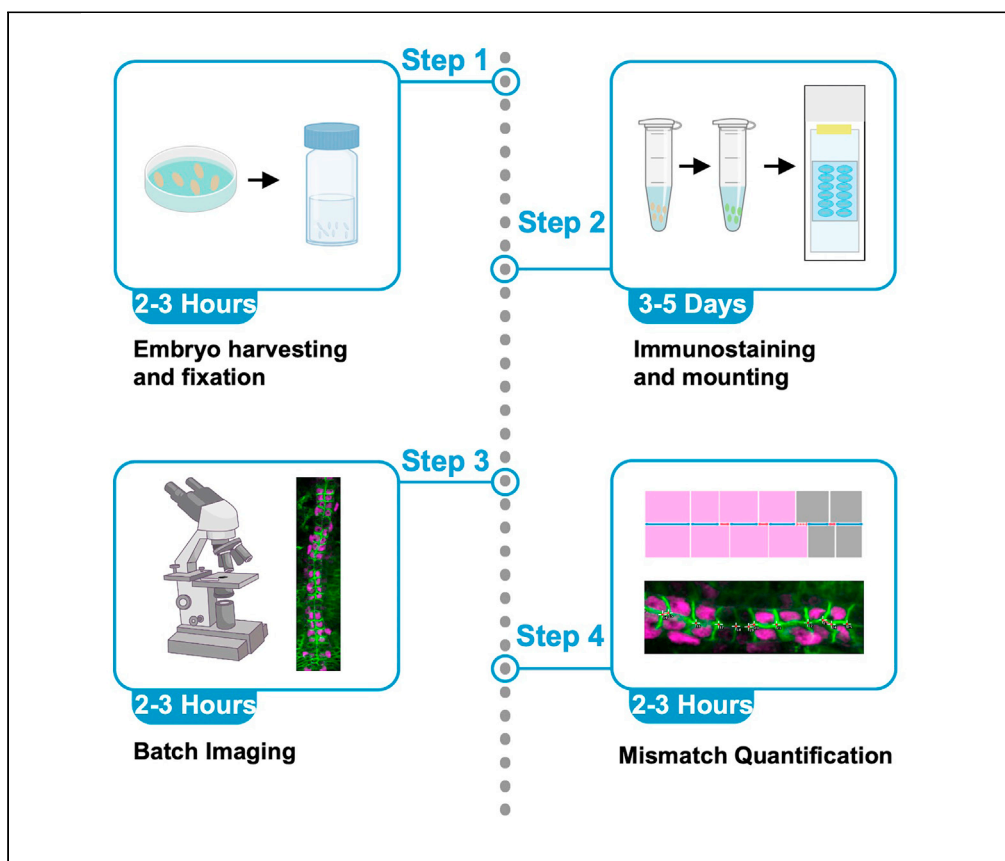 Step 1
2-3 Hours
Embryo harvesting
and fixation
Step 2
3-5 Days
Immunostaining
and mounting
Step 3
2-3 Hours
Batch Imaging
Step 4
2-3 Hours
Mismatch Quantification